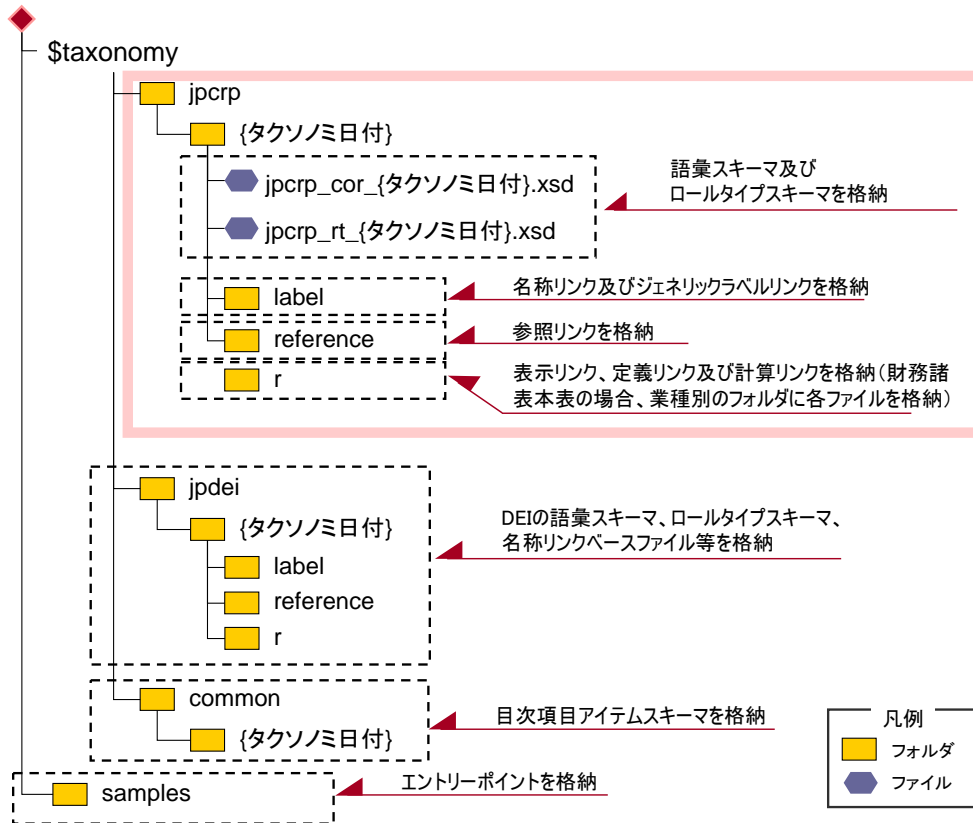 $taxonomy
jpcrp
{タクソノミ日付}
jpcrp_cor_{タクソノミ日付}.xsd
jpcrp_rt_{タクソノミ日付}.xsd
語彙スキーマ及び
ロールタイプスキーマを格納
label
名称リンク及びジェネリックラベルリンクを格納
reference
参照リンクを格納
r
表示リンク、定義リンク及び計算リンクを格納(財務諸
表本表の場合、業種別のフォルダに各ファイルを格納)
jpdei
{タクソノミ日付}
label
reference
r
DEIの語彙スキーマ、ロールタイプスキーマ、
名称リンクベースファイル等を格納
common
{タクソノミ日付}
目次項目アイテムスキーマを格納
samples
エントリーポイントを格納
凡例
フォルダ
ファイル